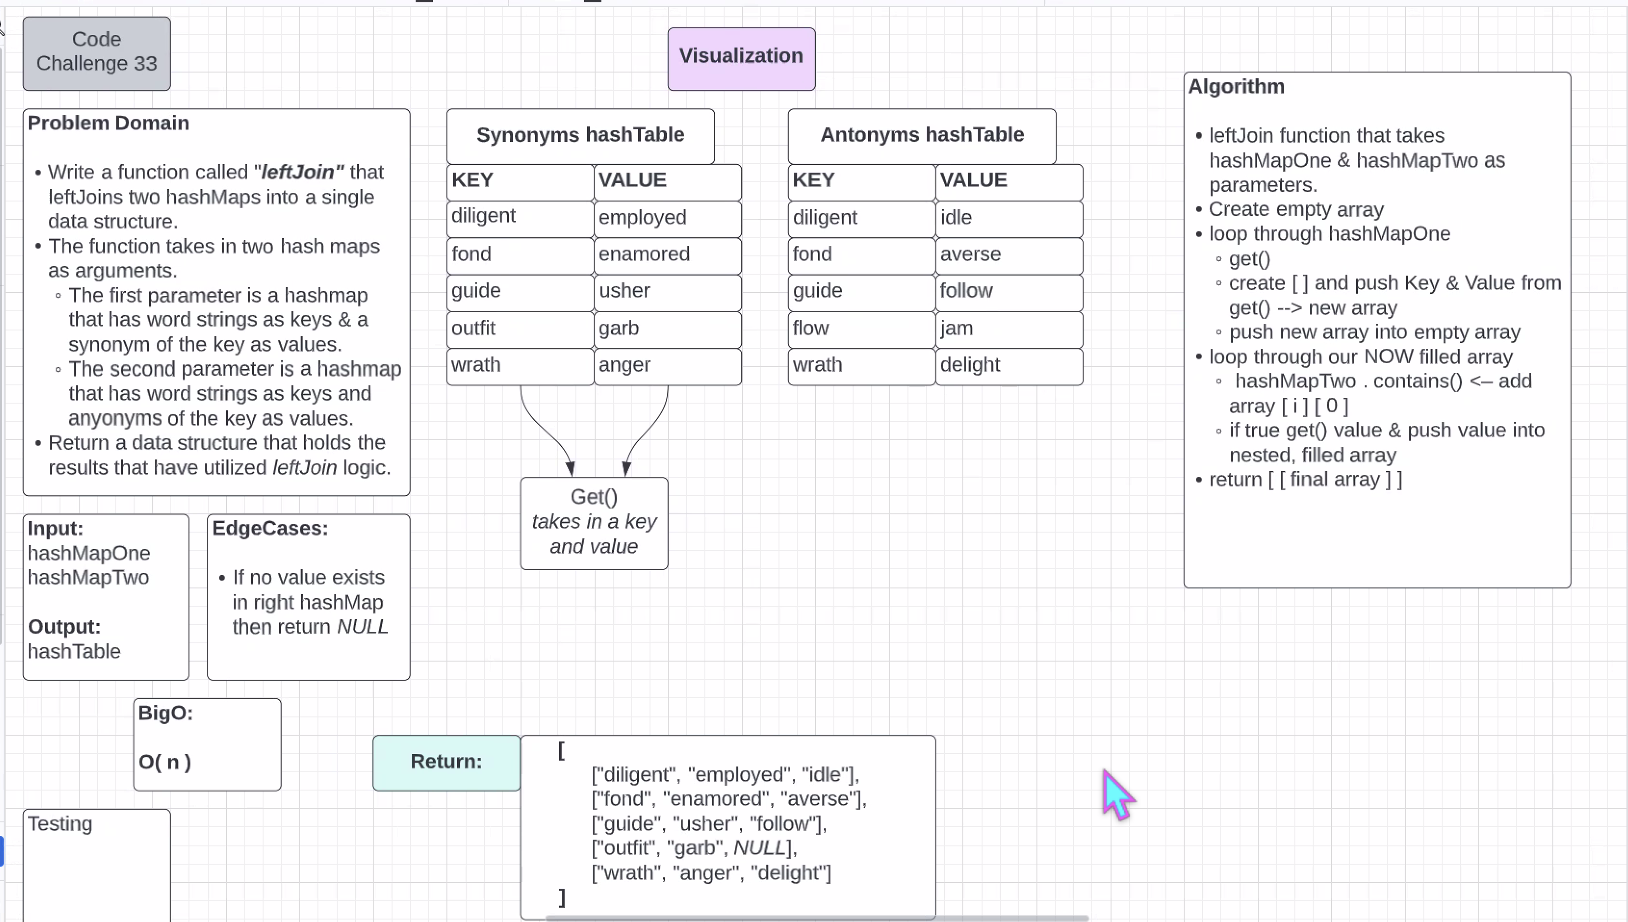 Code
Challenge 33
Visualization
Problem Domain
• Write a function called "leftJoin" that
leftJoins two hashMaps into a single
data structure.
• The function takes in two hash maps
as arguments.
◦ The first parameter is a hashmap
that has word strings as keys & a
synonym of the key as values.
◦ The second parameter is a hashmap
that has word strings as keys and
anyonyms of the key as values.
• Return a data structure that holds the
results that have utilized leftJoin logic.
Input:
hashMapOne
hashMapTwo
Output:
hashTable
EdgeCases:
• If no value exists
in right hashMap
then return NULL
BigO:
O( n )
Testing
Synonyms hashTable
KEY VALUE
diligent employed
fond enamored
guide usher
outfit garb
wrath anger
Antonyms hashTable
KEY VALUE
diligent idle
fond averse
guide follow
flow jam
wrath delight
Get()
takes in a key
and value
Return:
[
["diligent", "employed", "idle"],
["fond", "enamored", "averse"],
["guide", "usher", "follow"],
["outfit", "garb", NULL],
["wrath", "anger", "delight"]
]
Algorithm
• leftJoin function that takes
hashMapOne & hashMapTwo as
parameters.
• Create empty array
• loop through hashMapOne
◦ get()
◦ create [ ] and push Key & Value from
get() --> new array
◦ push new array into empty array
• loop through our NOW filled array
◦ hashMapTwo . contains() <– add
array [ i ] [ 0 ]
◦ if true get() value & push value into
nested, filled array
• return [ [ final array ] ]